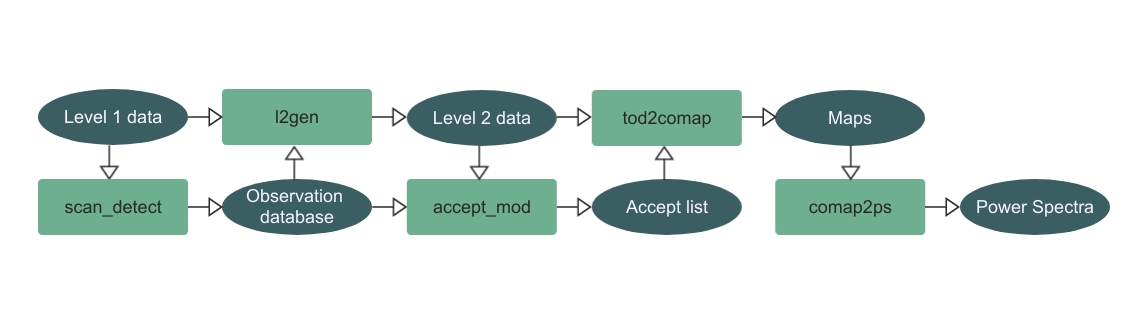 Level 1 data
l2gen
Level 2 data
tod2comap
Maps
scan_detect
Observation
database
accept_mod
Accept list
comap2ps
Power Spectra